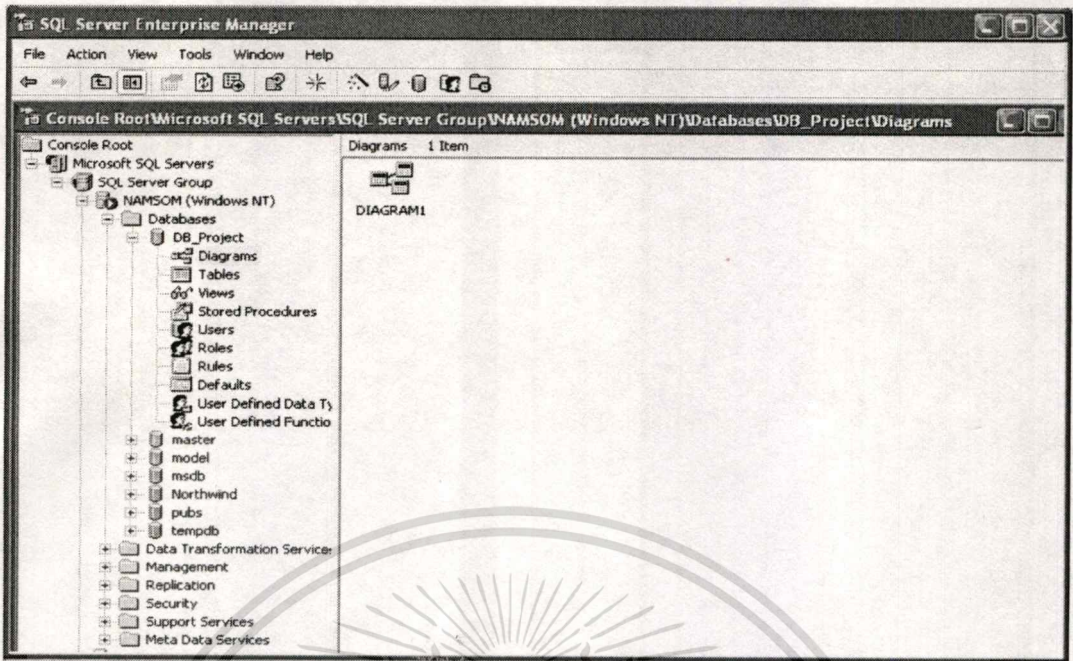 SQL Server Enterprise Manager
File Action View Tools Window Help
Console Root\Microsoft SQL Servers\SQL Server Group\NAMSOM (Windows NT)\Databases\DB_Project\Diagrams
Console Root
Microsoft SQL Servers
SQL Server Group
NAMSOM (Windows NT)
Databases
DB_Project
Diagrams
Tables
Views
Stored Procedures
Users
Roles
Rules
Defaults
User Defined Data Ty
User Defined Functio
master
model
msdb
Northwind
pubs
tempdb
Data Transformation Services
Management
Replication
Security
Support Services
Meta Data Services
Diagrams 1 Item
DIAGRAM1